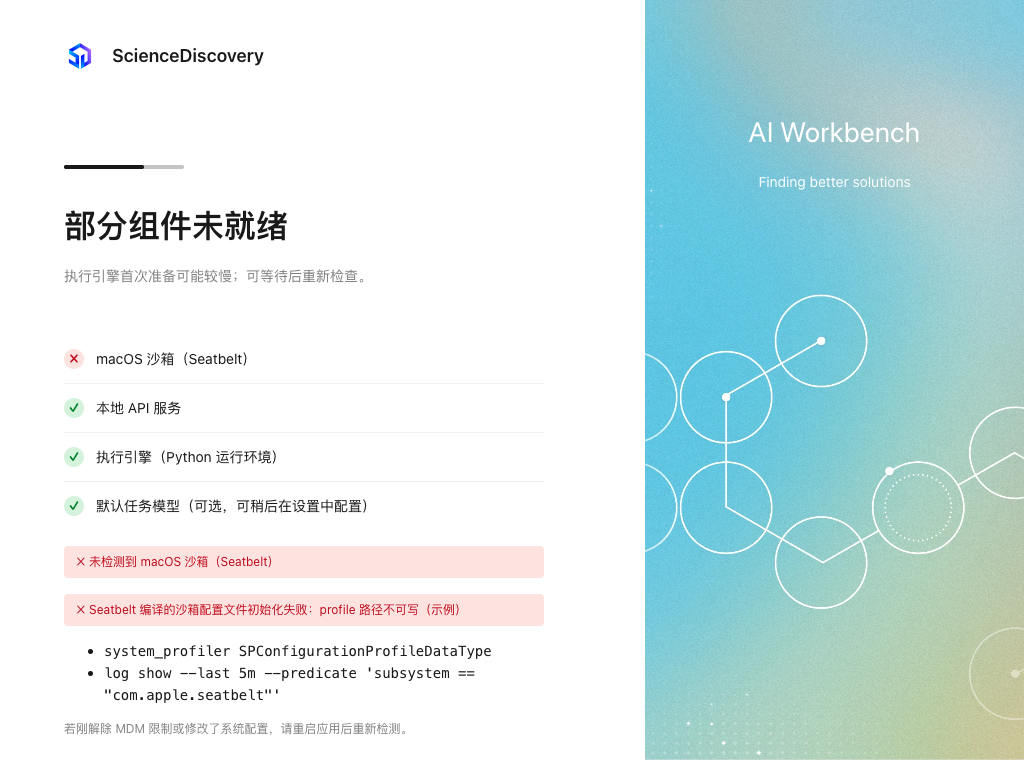 ScienceDiscovery
部分组件未就绪
执行引擎首次准备可能较慢；可等待后重新检查。
macOS 沙箱（Seatbelt）
本地 API 服务
执行引擎（Python 运行环境）
默认任务模型（可选，可稍后在设置中配置）
× 未检测到 macOS 沙箱（Seatbelt）
× Seatbelt 编译的沙箱配置文件初始化失败：profile 路径不可写（示例）
• system_profiler SPConfigurationProfileDataType
• log show --last 5m --predicate 'subsystem ==
"com.apple.seatbelt"'
若刚解除 MDM 限制或修改了系统配置，请重启应用后重新检测。
AI Workbench
Finding better solutions